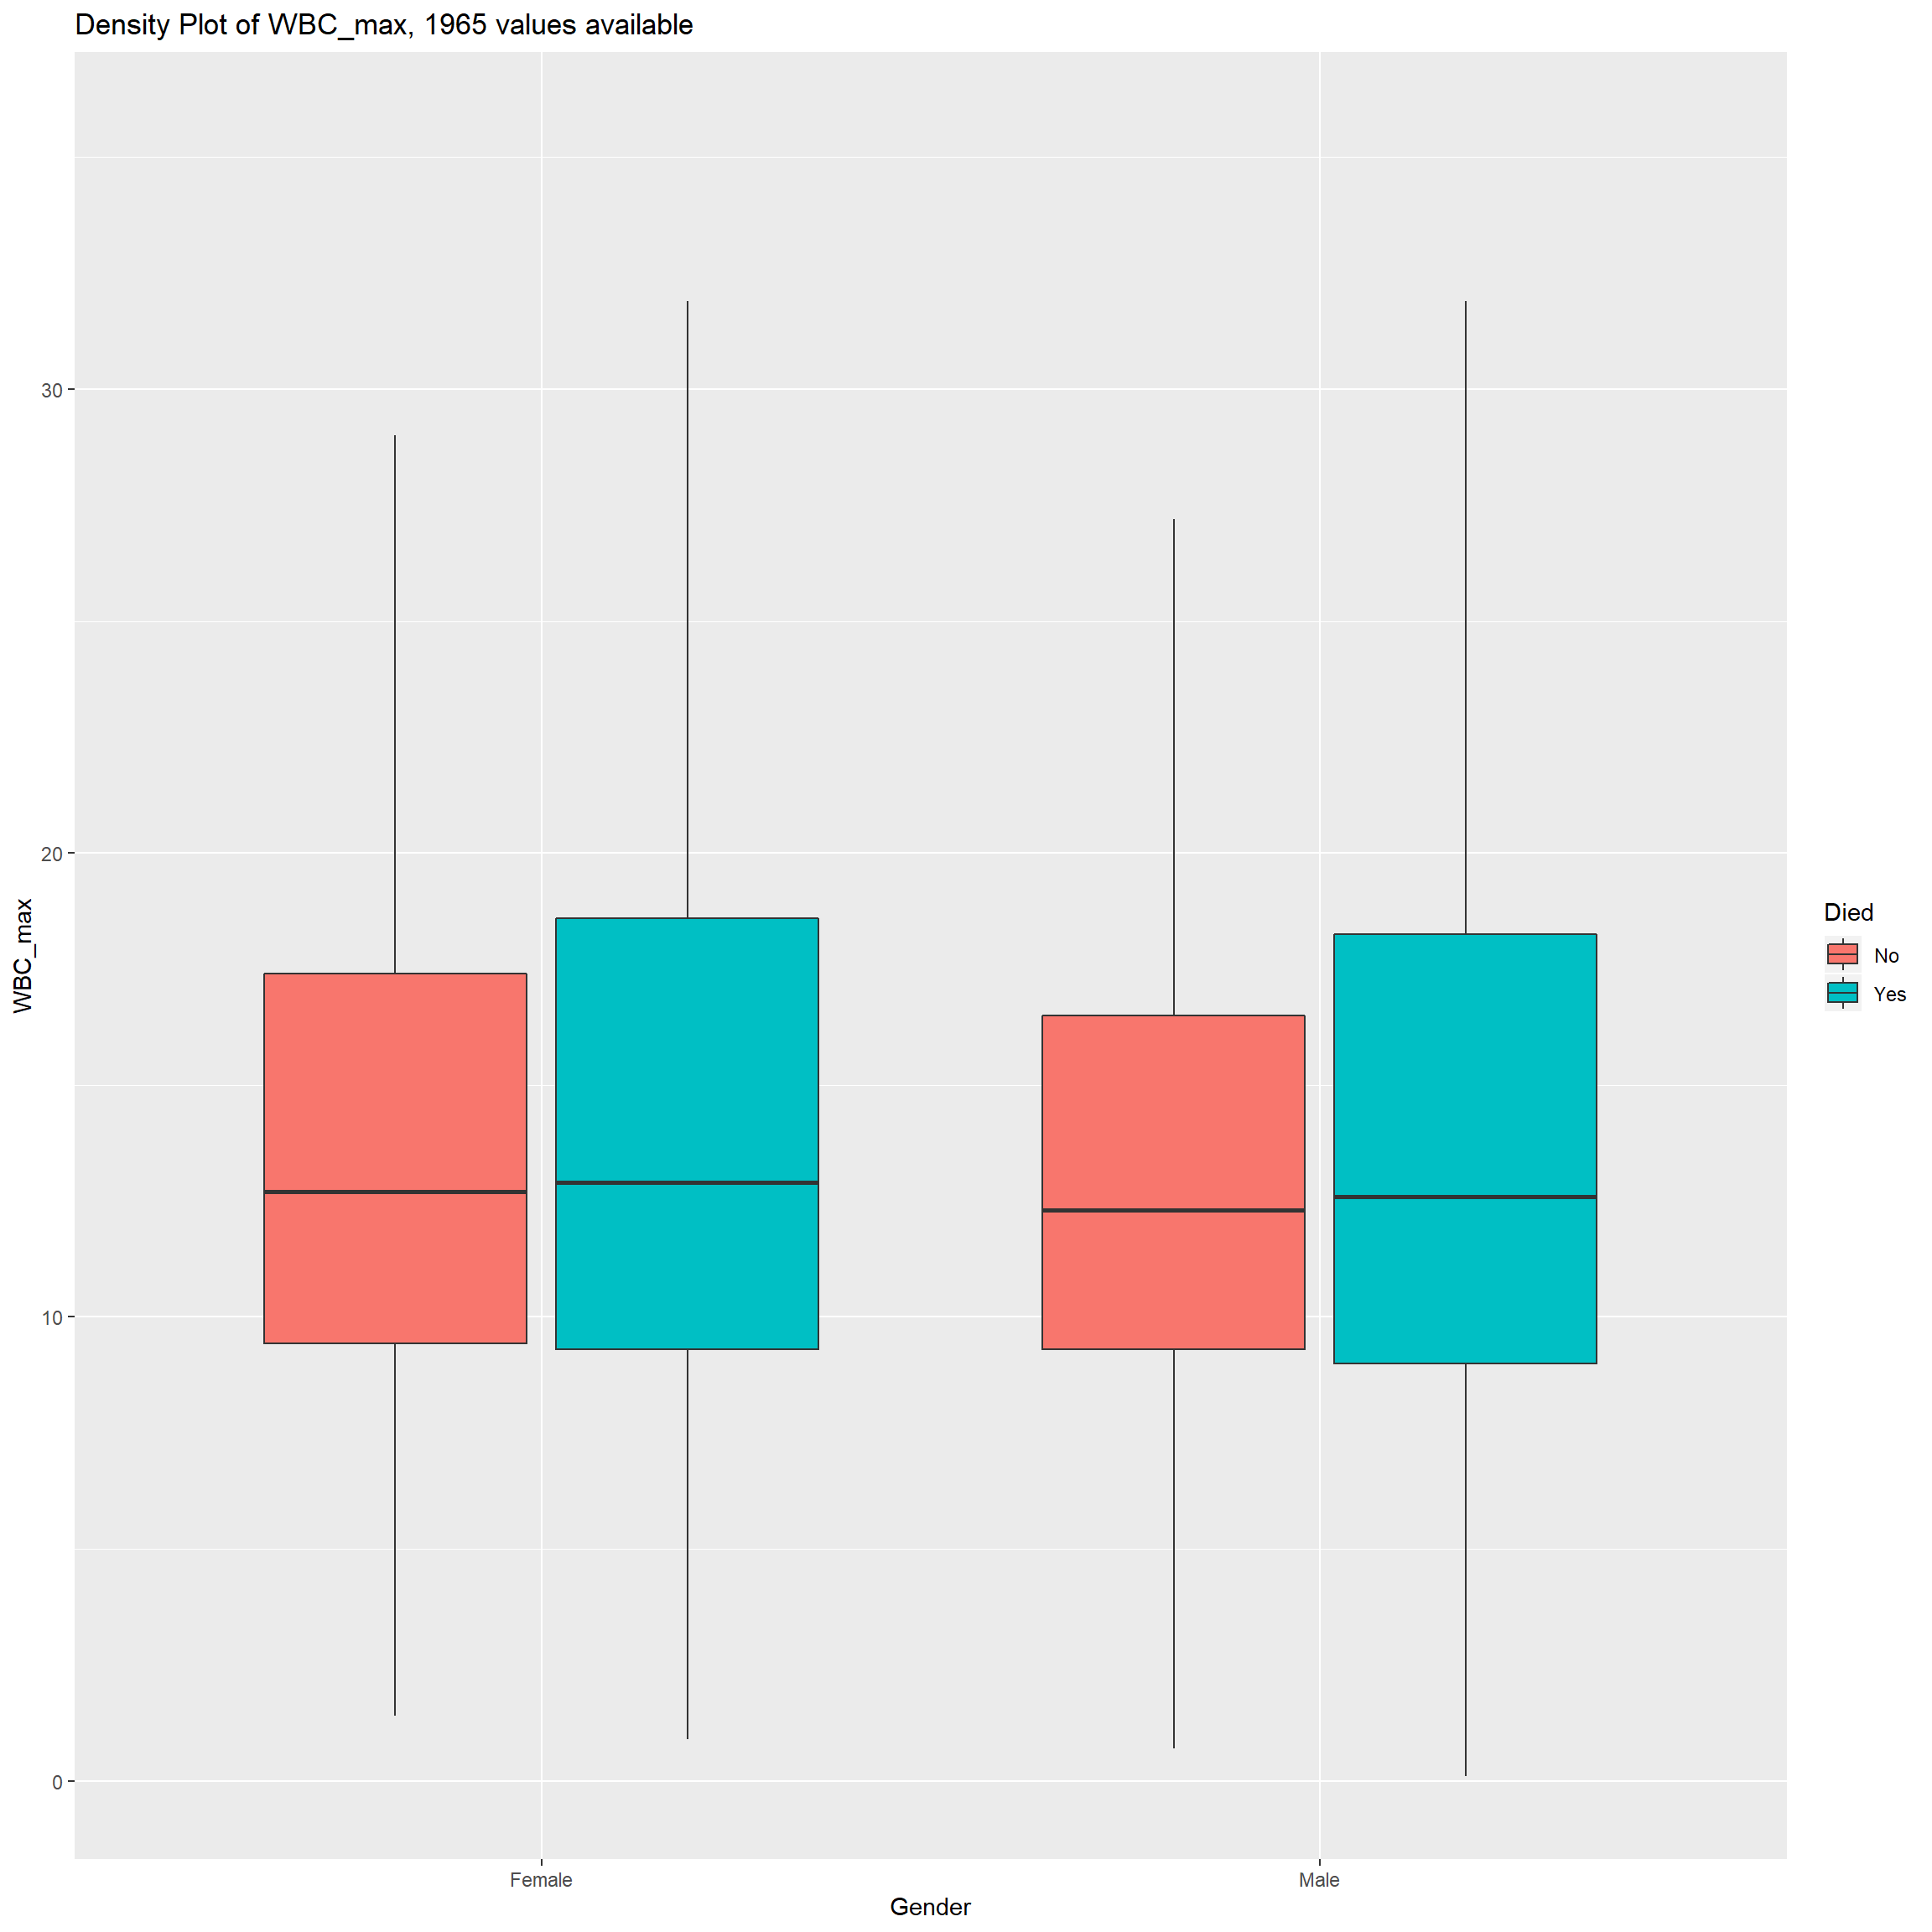 Density Plot of WBC_max, 1965 values available
30
20
10
0
WBC_max
Female
Male
Gender
Died
No
Yes